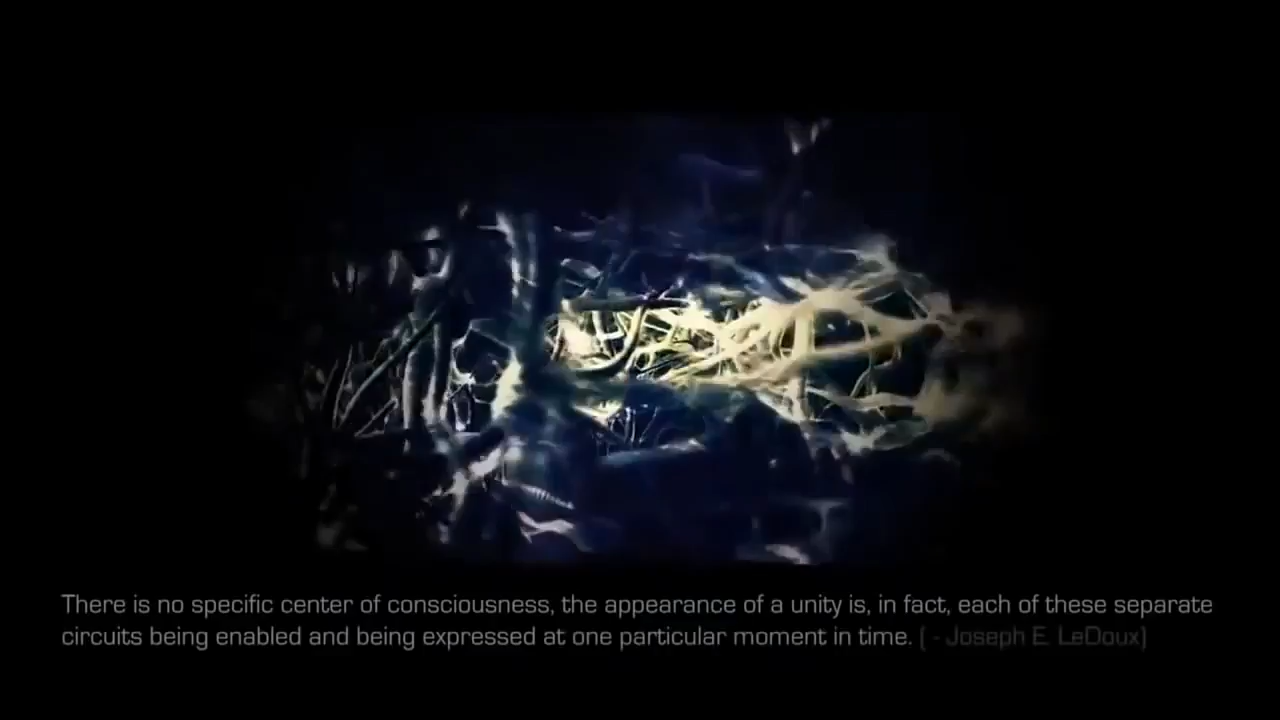 There is no specific center of consciousness, the appearance of a unity is, in fact, each of these separate
circuits being enabled and being expressed at one particular moment in time. ( - Joseph E. LeDoux)